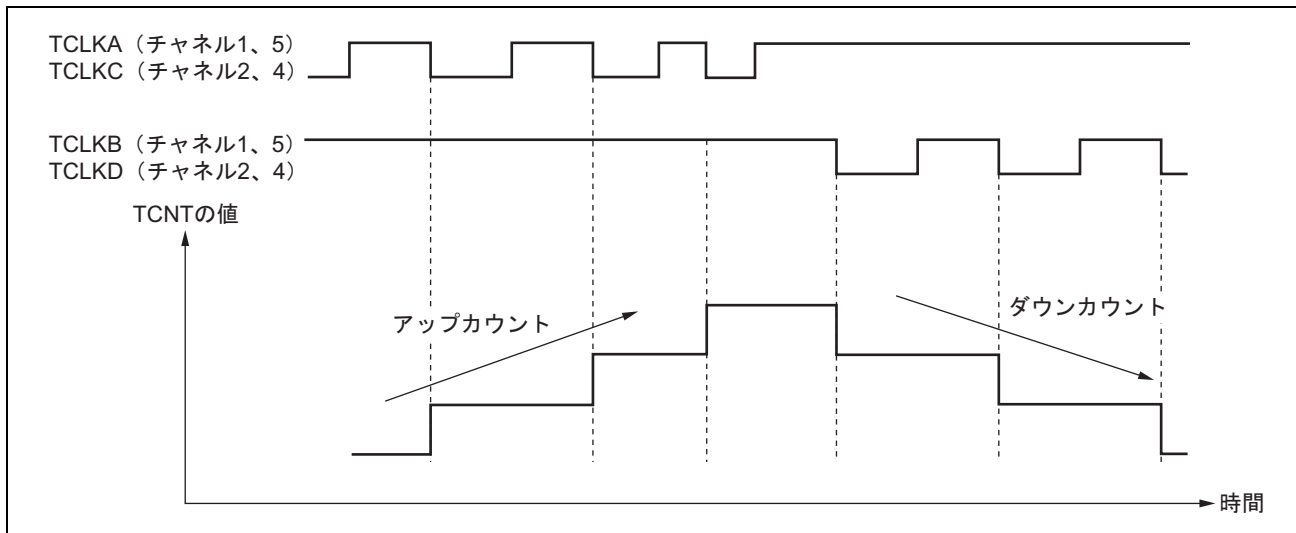 TCLKA（チャネル1、5）
TCLKC（チャネル2、4）
TCLKB（チャネル1、5）
TCLKD（チャネル2、4）
TCNTの値
アップカウント
ダウンカウント
時間